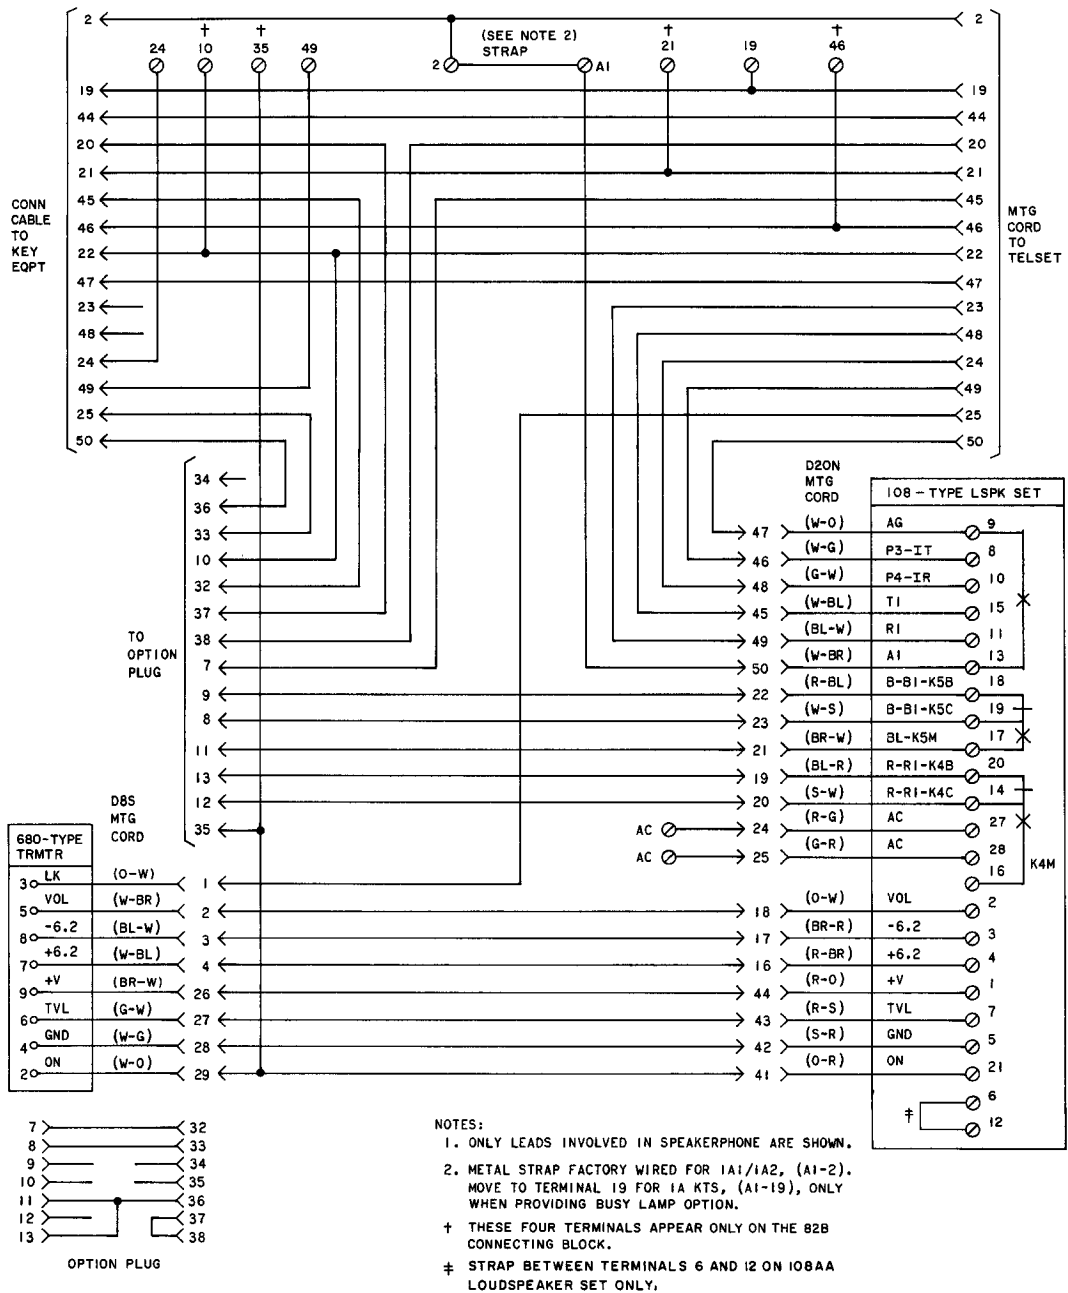 2 2
† † (SEE NOTE 2) † †
24 10 35 49 STRAP 21 19 46
2 A1
19 19
44 44
20 20
21 21
45 45
CONN
CABLE
TO
KEY
EQPT
MTG
CORD
TO
TELSET
46 46
22 22
47 47
23 23
48 48
24 24
49 49
25 25
50 50
D20N
MTG
CORD
108-TYPE LSPK SET
34
36
33 47 (W-O) AG 9
10 46 (W-G) P3-1T 8
32 48 (G-W) P4-1R 10
37 45 (W-BL) T1 15
38 49 (BL-W) R1 11
TO
OPTION
PLUG
7 50 (W-BR) A1 13
9 22 (R-BL) B-B1-K5B 18
8 23 (W-S) B-B1-K5C 19
11 21 (BR-W) BL-K5M 17
13 19 (BL-R) R-R1-K4B 20
12 20 (S-W) R-R1-K4C 14
35 AC 24 (R-G) AC 27
AC 25 (G-R) AC 28
16 K4M
D8S
MTG
CORD
680-TYPE
TRMTR
3 LK (O-W) 1
5 VOL (W-BR) 2 18 (O-W) VOL 2
8 -6.2 (BL-W) 3 17 (BR-R) -6.2 3
7 +6.2 (W-BL) 4 16 (R-BR) +6.2 4
9 +V (BR-W) 26 44 (R-O) +V 1
6 TVL (G-W) 27 43 (R-S) TVL 7
4 GND (W-G) 28 42 (S-R) GND 5
2 ON (W-O) 29 41 (O-R) ON 21
6
‡
12
7 32
8 33
9 34
10 35
11 36
12 37
13 38
OPTION PLUG
NOTES:
1. ONLY LEADS INVOLVED IN SPEAKERPHONE ARE SHOWN.
2. METAL STRAP FACTORY WIRED FOR 1A1/1A2, (A1-2).
MOVE TO TERMINAL 19 FOR 1A KTS, (A1-19), ONLY
WHEN PROVIDING BUSY LAMP OPTION.
† THESE FOUR TERMINALS APPEAR ONLY ON THE 82B
CONNECTING BLOCK.
‡ STRAP BETWEEN TERMINALS 6 AND 12 ON 108AA
LOUDSPEAKER SET ONLY.